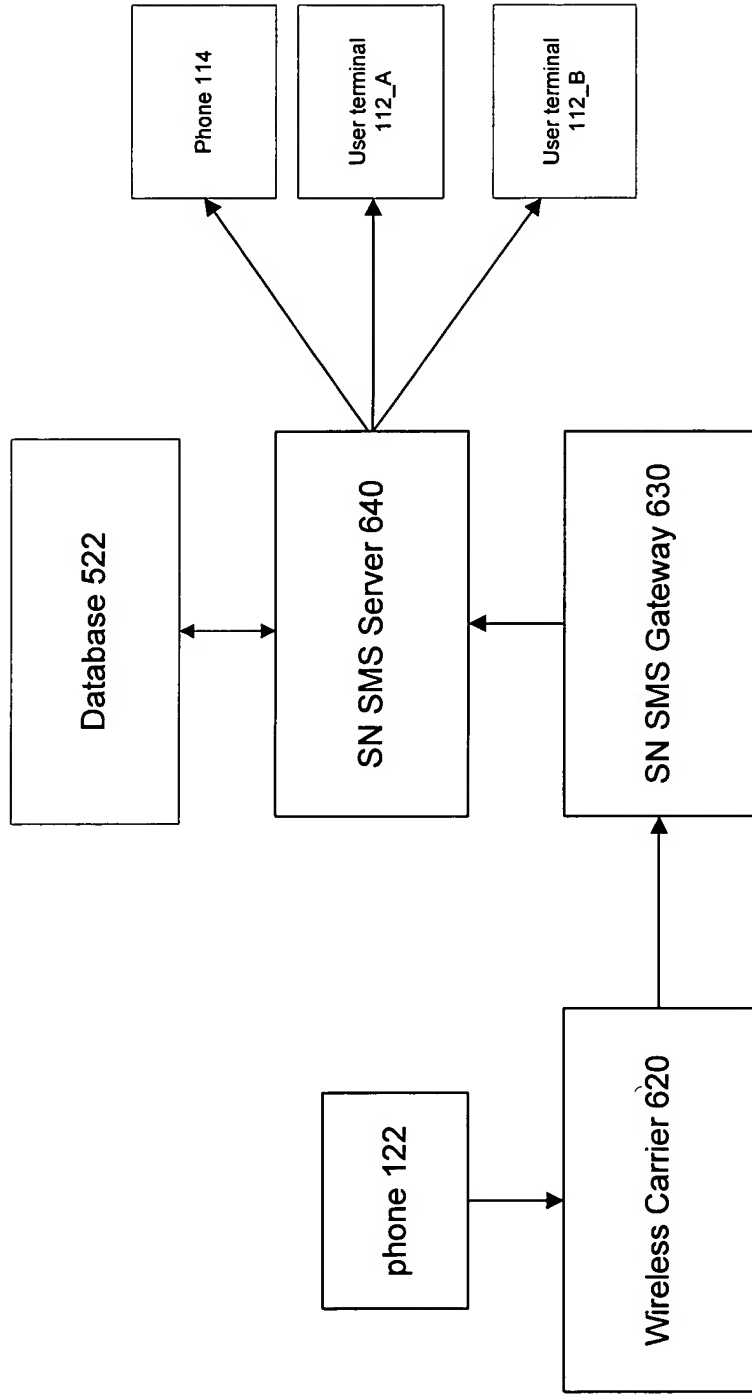 Phone 114
User terminal
112_A
User terminal
112_B
Database 522
SN SMS Server 640
SN SMS Gateway 630
phone 122
Wireless Carrier 620